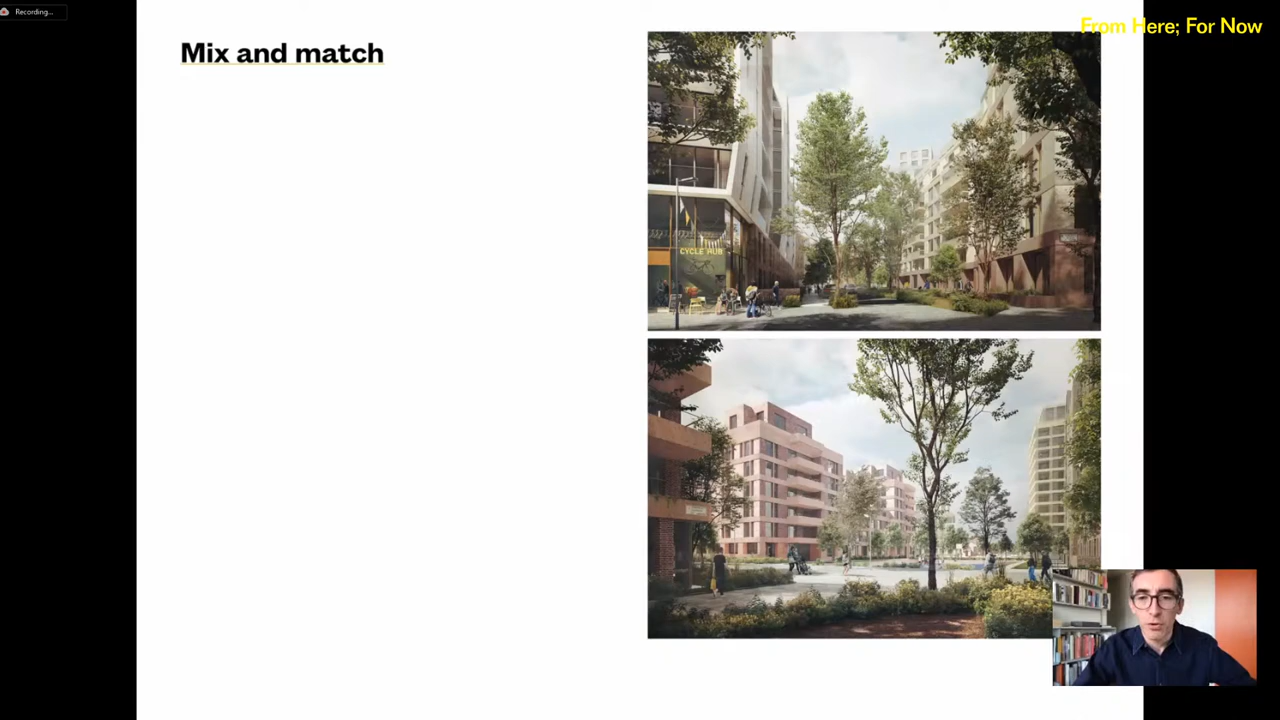 Recording...
From Here; For Now
Mix and match
CYCLE HUB